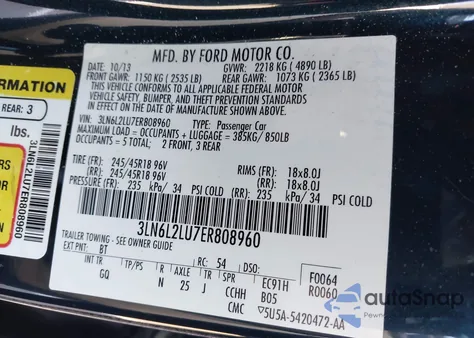 MFD. BY FORD MOTOR CO.
DATE: 10/13 GVWR: 2218 KG ( 4890 LB)
FRONT GAWR: 1150 KG ( 2535 LB) REAR GAWR: 1073 KG ( 2365 LB)
THIS VEHICLE CONFORMS TO ALL APPLICABLE FEDERAL MOTOR
VEHICLE SAFETY, BUMPER, AND THEFT PREVENTION STANDARDS
IN EFFECT ON THE DATE OF MANUFACTURE SHOWN ABOVE.
VIN: 3LN6L2LU7ER808960 TYPE: Passenger Car
MAXIMUM LOAD = OCCUPANTS + LUGGAGE = 385KG/ 850LB
OCCUPANTS = 5 TOTAL: 2 FRONT, 3 REAR
TIRE (FR): 245/45R18 96V RIMS (FR): 18x8.0J
TIRE (RR): 245/45R18 96V RIMS (RR): 18x8.0J
PRESSURE (FR): 235 kPa/ 34 PSI COLD (RR): 235 kPa/ 34 PSI COLD
3LN6L2LU7ER808960
TRAILER TOWING - SEE OWNER GUIDE
EXT PNT: BT RC: 54 DSO: F0064
INT TR TP/PS R AXLE TR SPR EC91H R0060
GQ N 25 J CCHH B05
CMC 5U5A-5420472-AA
FORMATION
REAR: 3
lbs.
3LN6L2LU7ER808960
autoSnap